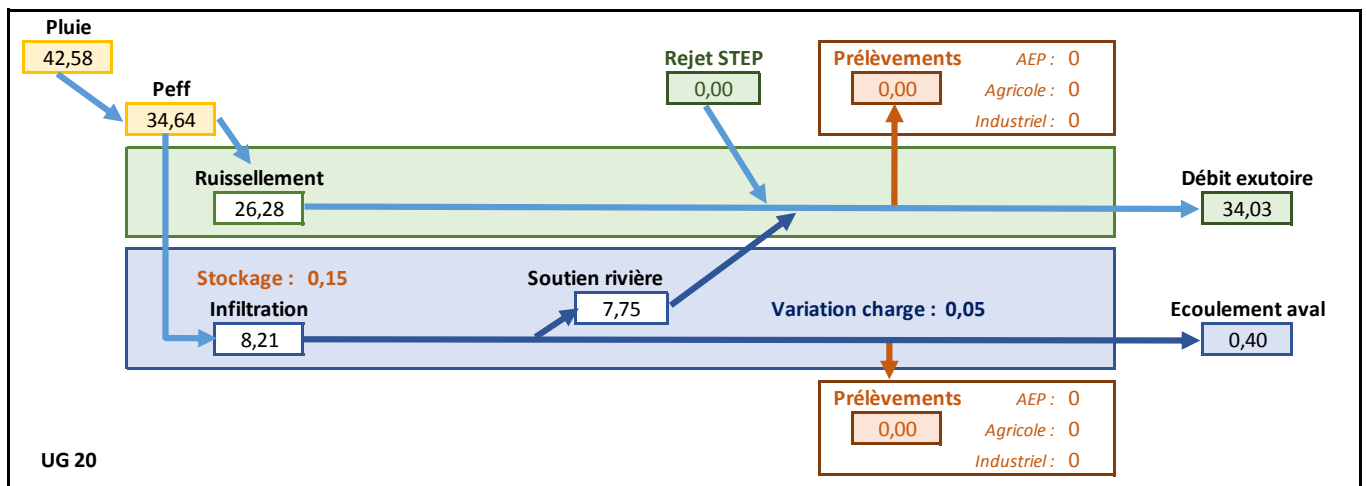 Pluie
42,58
Peff
34,64
Rejet STEP
0,00
Prélèvements AEP : 0
0,00 Agricole : 0
Industriel : 0
Ruissellement
26,28
Débit exutoire
34,03
Stockage : 0,15
Infiltration
8,21
Soutien rivière
7,75
Variation charge : 0,05
Ecoulement aval
0,40
Prélèvements AEP : 0
0,00 Agricole : 0
Industriel : 0
UG 20